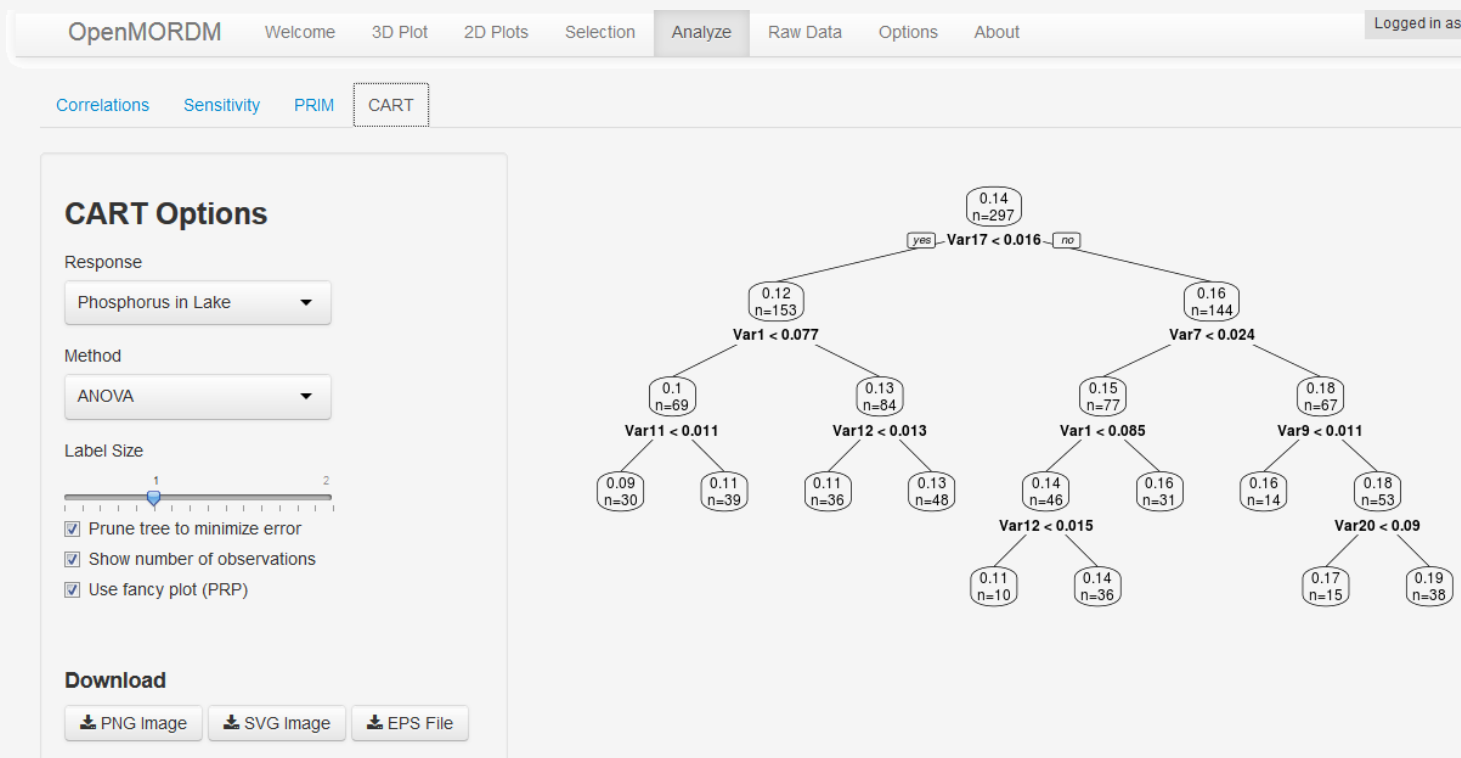 OpenMORDM Welcome 3D Plot 2D Plots Selection Analyze Raw Data Options About Logged in as
Correlations Sensitivity PRIM CART
CART Options
Response
Phosphorus in Lake
Method
ANOVA
Label Size
1 2
Prune tree to minimize error
Show number of observations
Use fancy plot (PRP)
Download
PNG Image SVG Image EPS File
0.14
n=297
yes Var17 < 0.016 no
0.12 0.16
n=153 n=144
Var1 < 0.077 Var7 < 0.024
0.1 0.13 0.15 0.18
n=69 n=84 n=77 n=67
Var11 < 0.011 Var12 < 0.013 Var1 < 0.085 Var9 < 0.011
0.09 0.11 0.11 0.13 0.14 0.16 0.16 0.18
n=30 n=39 n=36 n=48 n=46 n=31 n=14 n=53
Var12 < 0.015 Var20 < 0.09
0.11 0.14 0.17 0.19
n=10 n=36 n=15 n=38